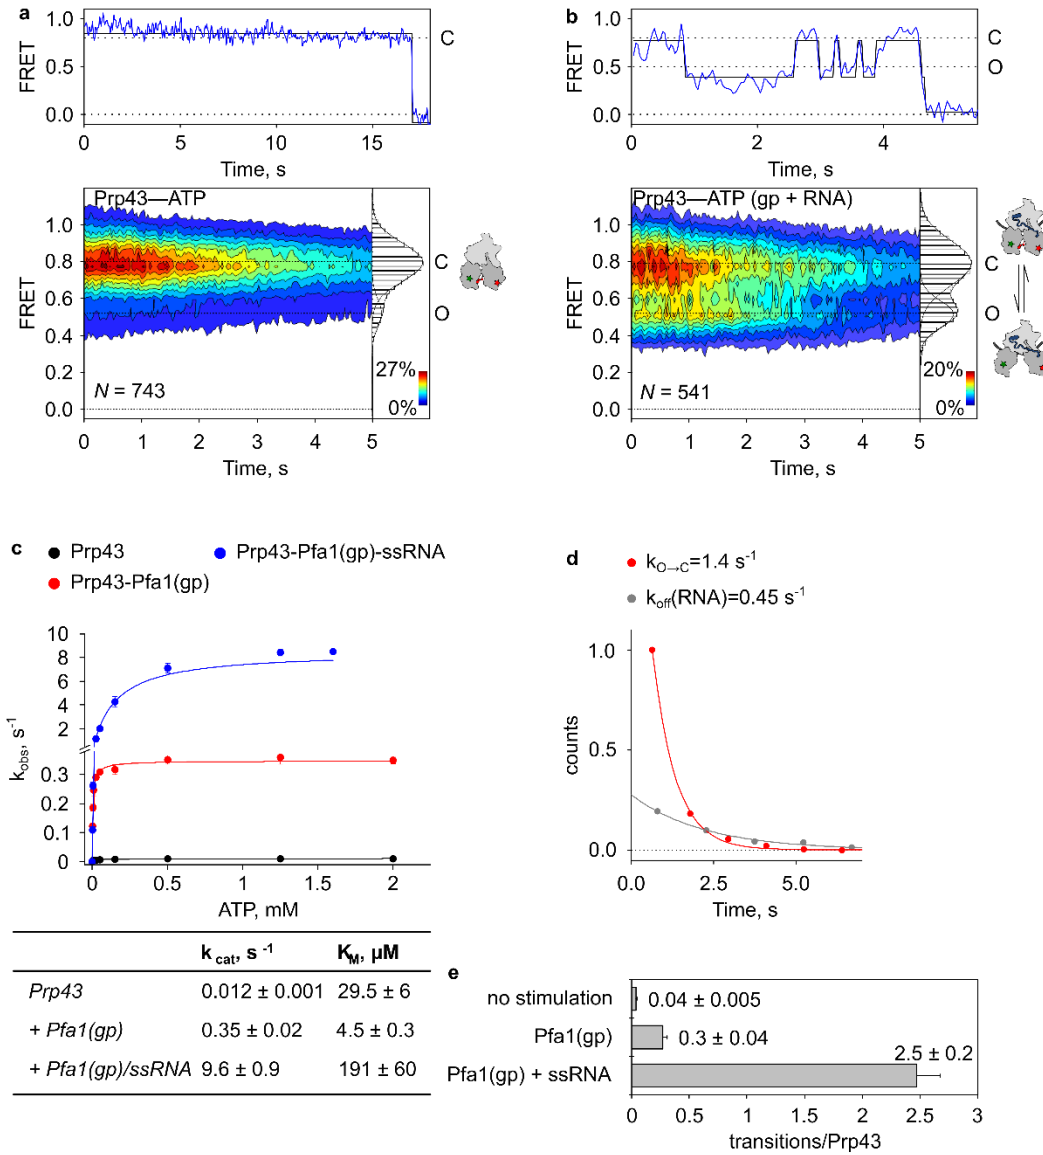 a
1.0
0.5
0.0
FRET
C
0 5 10 15
Time, s
Prp43—ATP
1.0
0.8
0.6
0.4
0.2
0.0
FRET
C
O
27%
0%
N = 743
0 1 2 3 4 5
Time, s
b
1.0
0.5
0.0
FRET
C
O
0 2 4
Time, s
Prp43—ATP (gp + RNA)
1.0
0.8
0.6
0.4
0.2
0.0
FRET
C
O
20%
0%
N = 541
0 1 2 3 4 5
Time, s
c
Prp43
Prp43-Pfa1(gp)-ssRNA
Prp43-Pfa1(gp)
10
8
6
4
2
0.3
0.2
0.1
0
k_obs, s⁻¹
0 0.5 1 1.5 2
ATP, mM
k cat, s ⁻¹ K_M, µM
Prp43 0.012 ± 0.001 29.5 ± 6
+ Pfa1(gp) 0.35 ± 0.02 4.5 ± 0.3
+ Pfa1(gp)/ssRNA 9.6 ± 0.9 191 ± 60
d
k_O→C=1.4 s⁻¹
k_off(RNA)=0.45 s⁻¹
1.0
0.5
0.0
counts
0.0 2.5 5.0
Time, s
e
no stimulation 0.04 ± 0.005
Pfa1(gp) 0.3 ± 0.04
Pfa1(gp) + ssRNA 2.5 ± 0.2
0 0.5 1 1.5 2 2.5 3
transitions/Prp43